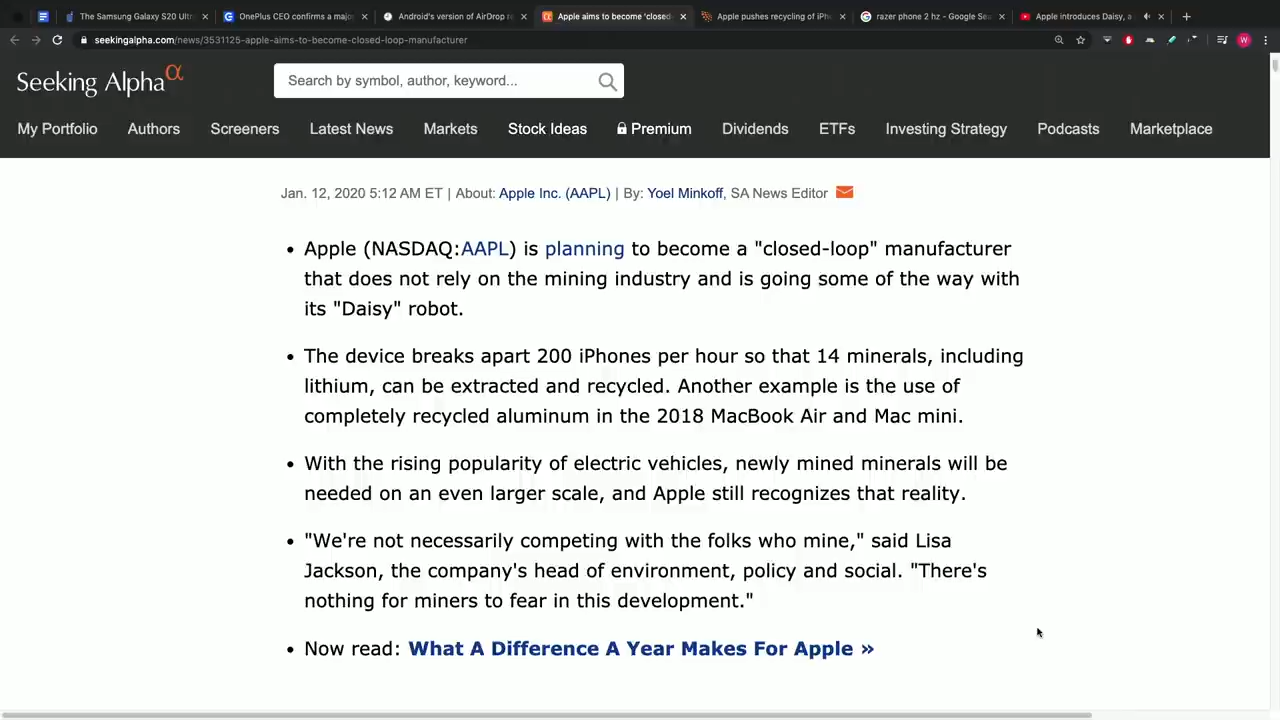 The Samsung Galaxy S20 Ultr
OnePlus CEO confirms a majo
Android's version of AirDrop re
Apple aims to become 'closed-
Apple pushes recycling of iPh
razer phone 2 hz - Google Sea
Apple introduces Daisy, a
seekingalpha.com/news/3531125-apple-aims-to-become-closed-loop-manufacturer
W
Seeking Alpha α
Search by symbol, author, keyword...
My Portfolio Authors Screeners Latest News Markets Stock Ideas Premium Dividends ETFs Investing Strategy Podcasts Marketplace
Jan. 12, 2020 5:12 AM ET | About: Apple Inc. (AAPL) | By: Yoel Minkoff, SA News Editor
• Apple (NASDAQ:AAPL) is planning to become a "closed-loop" manufacturer
that does not rely on the mining industry and is going some of the way with
its "Daisy" robot.
• The device breaks apart 200 iPhones per hour so that 14 minerals, including
lithium, can be extracted and recycled. Another example is the use of
completely recycled aluminum in the 2018 MacBook Air and Mac mini.
• With the rising popularity of electric vehicles, newly mined minerals will be
needed on an even larger scale, and Apple still recognizes that reality.
• "We're not necessarily competing with the folks who mine," said Lisa
Jackson, the company's head of environment, policy and social. "There's
nothing for miners to fear in this development."
• Now read: What A Difference A Year Makes For Apple »